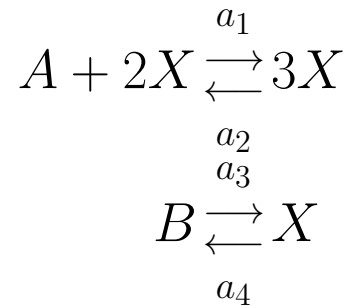 a₁
A + 2X ⇄ 3X
a₂
a₃
B ⇄ X
a₄